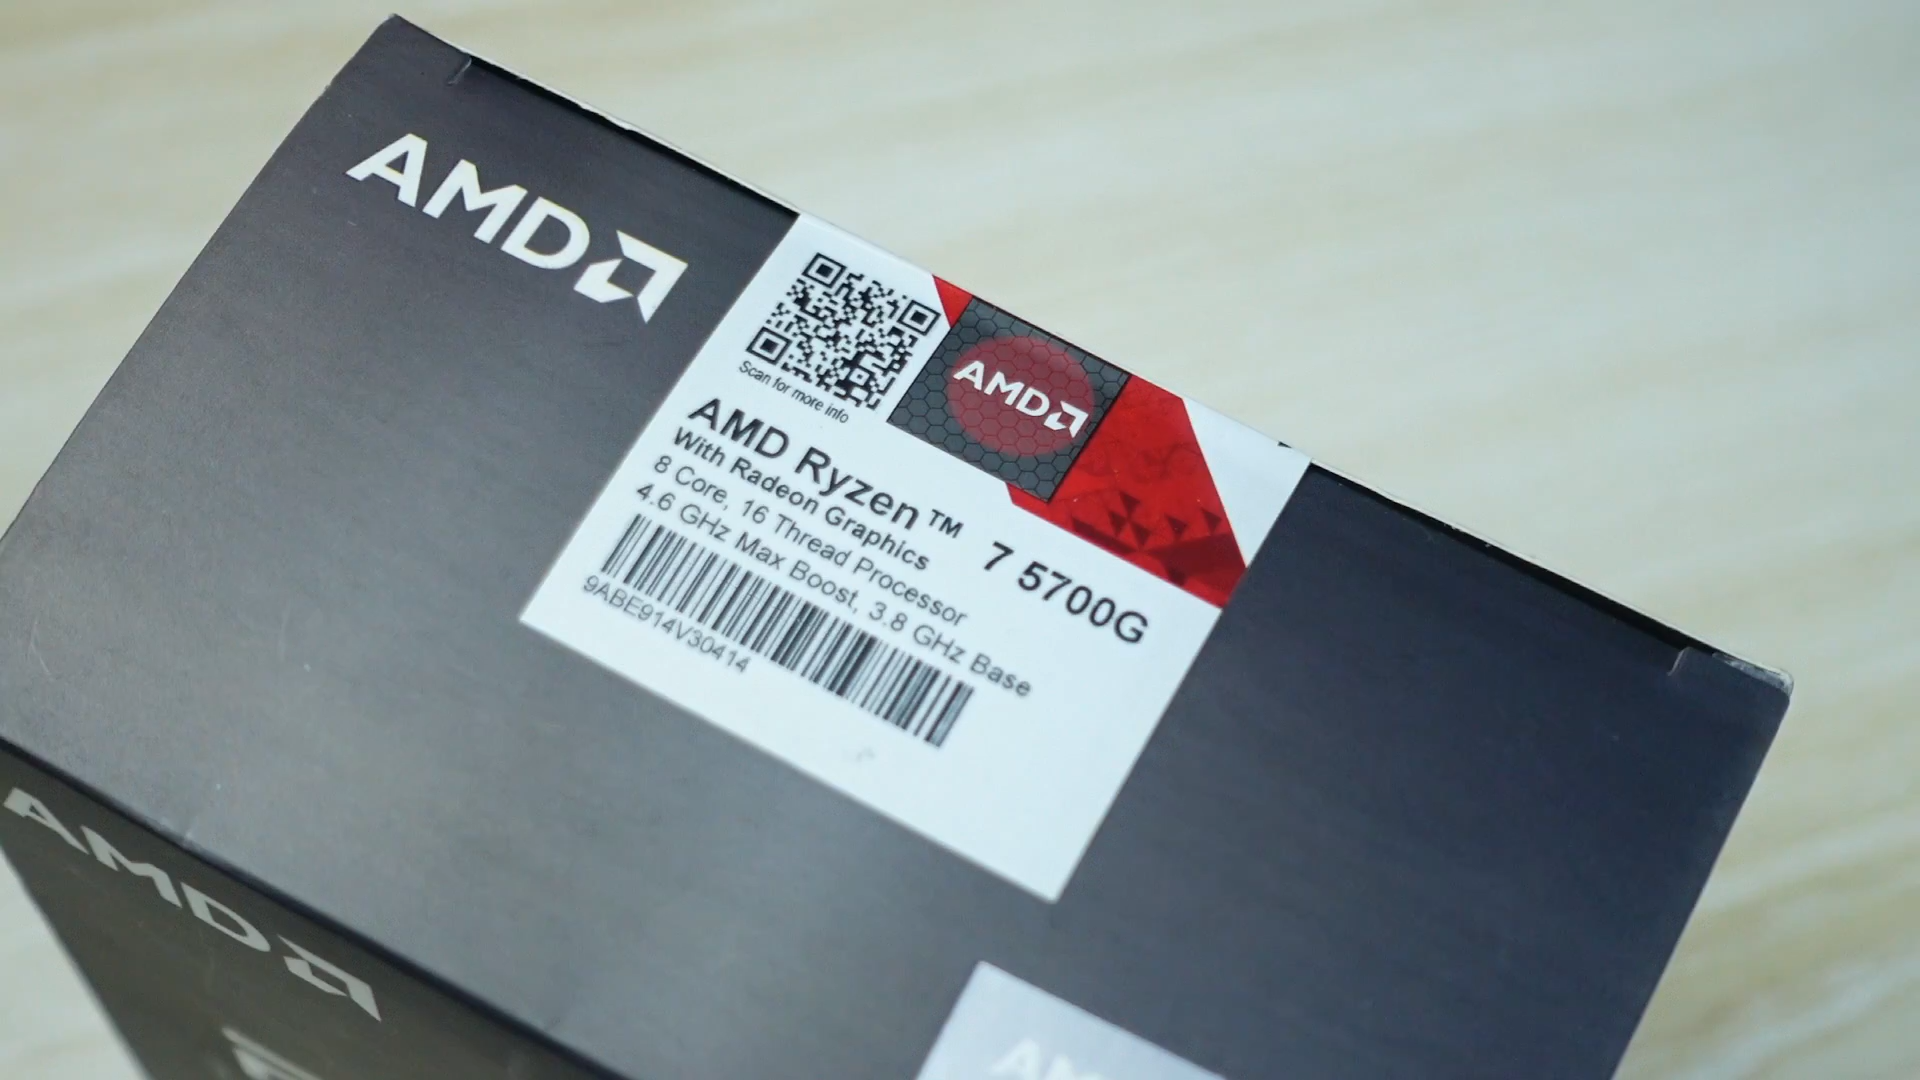 AMD
Scan for more info
AMD
AMD Ryzen™ 7 5700G
With Radeon Graphics
8 Core, 16 Thread Processor
4.6 GHz Max Boost, 3.8 GHz Base
9ABE914V30414
AMD